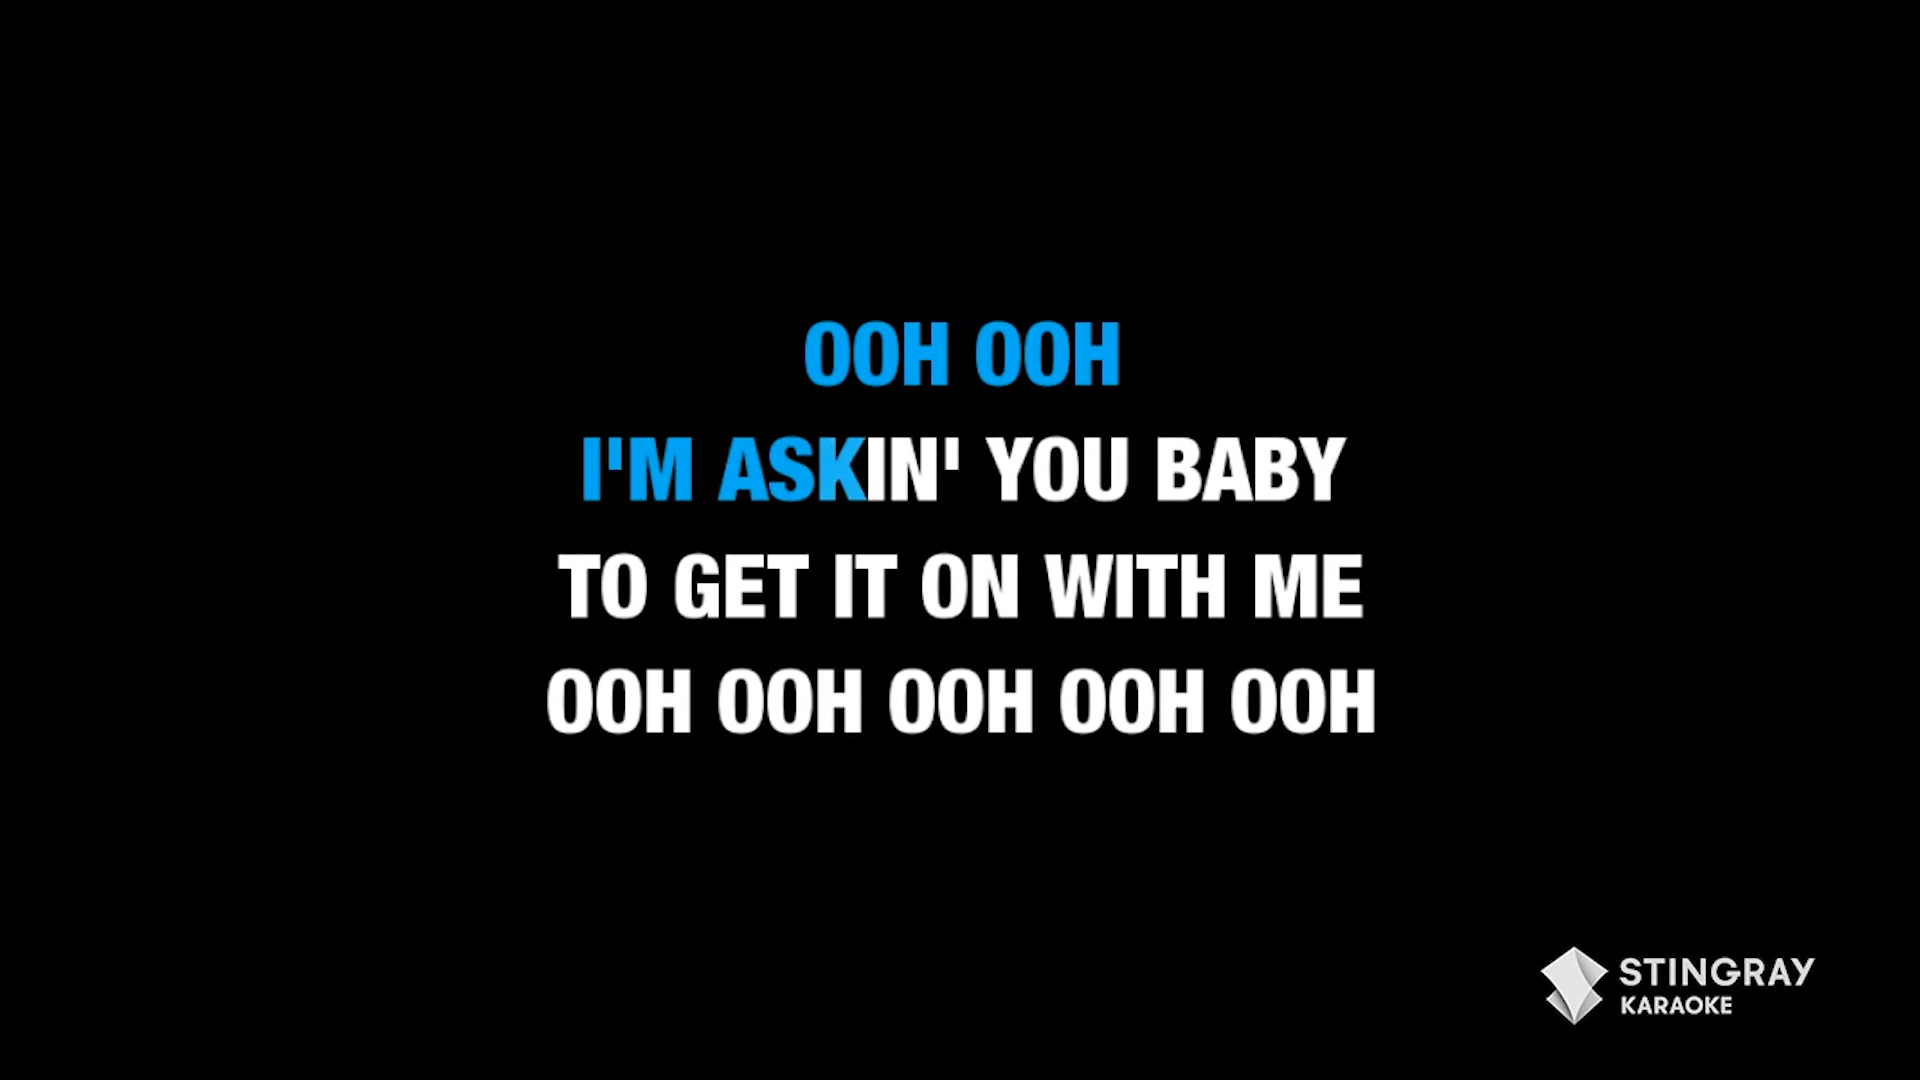 OOH OOH
I'M ASKIN' YOU BABY
TO GET IT ON WITH ME
OOH OOH OOH OOH OOH
STINGRAY
KARAOKE